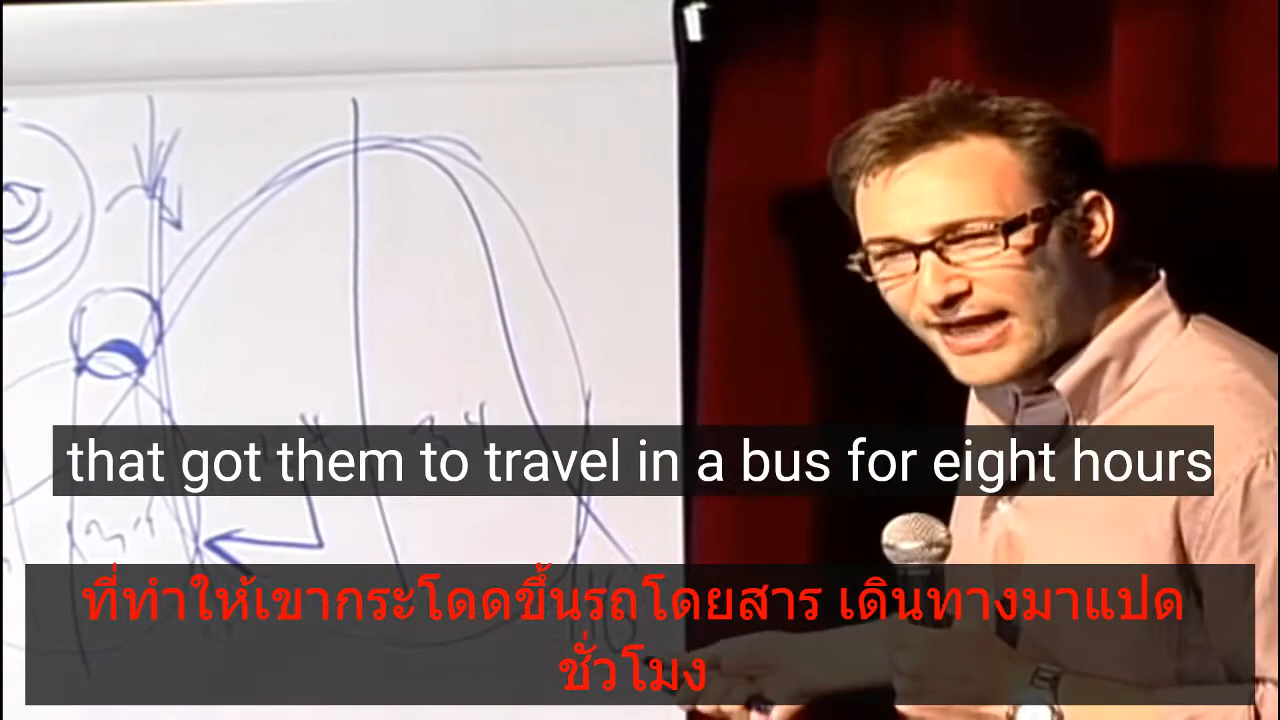 34
that got them to travel in a bus for eight hours
ที่ทำให้เขากระโดดขึ้นรถโดยสาร เดินทางมาแปด
ชั่วโมง